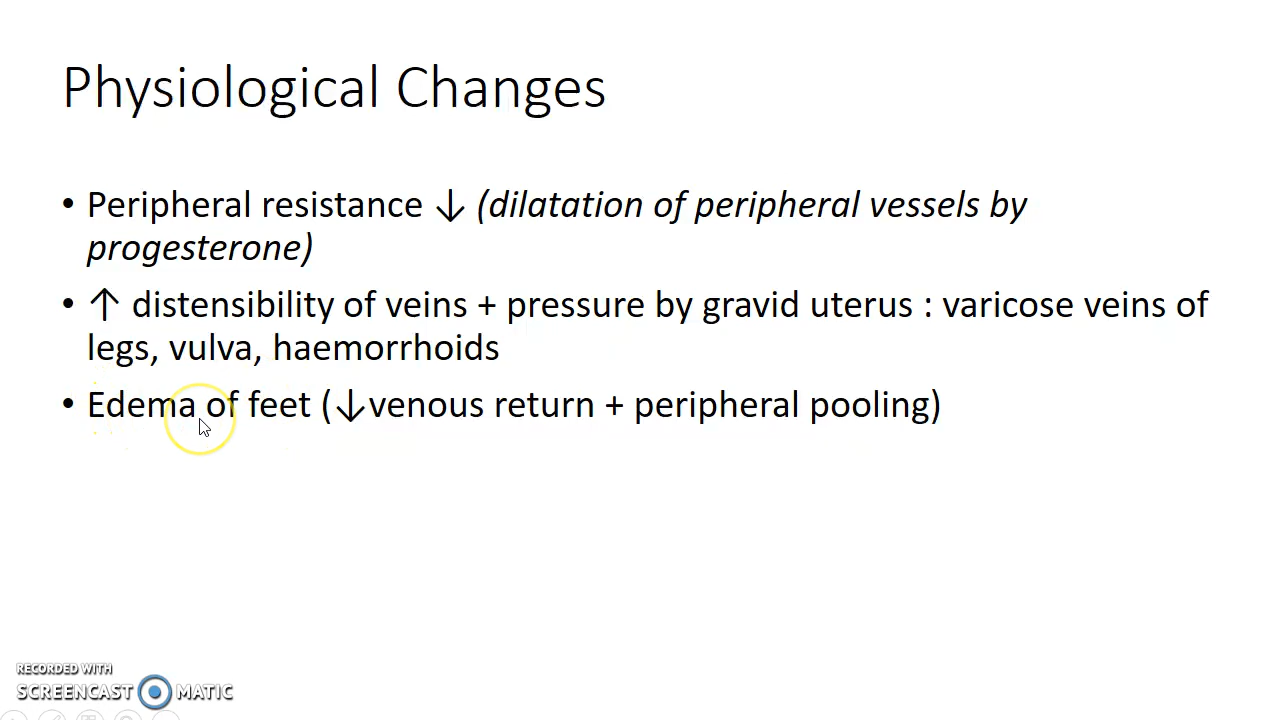 Physiological Changes
• Peripheral resistance ↓ (dilatation of peripheral vessels by
progesterone)
• ↑ distensibility of veins + pressure by gravid uterus : varicose veins of
legs, vulva, haemorrhoids
• Edema of feet (↓venous return + peripheral pooling)
RECORDED WITH
SCREENCAST MATIC